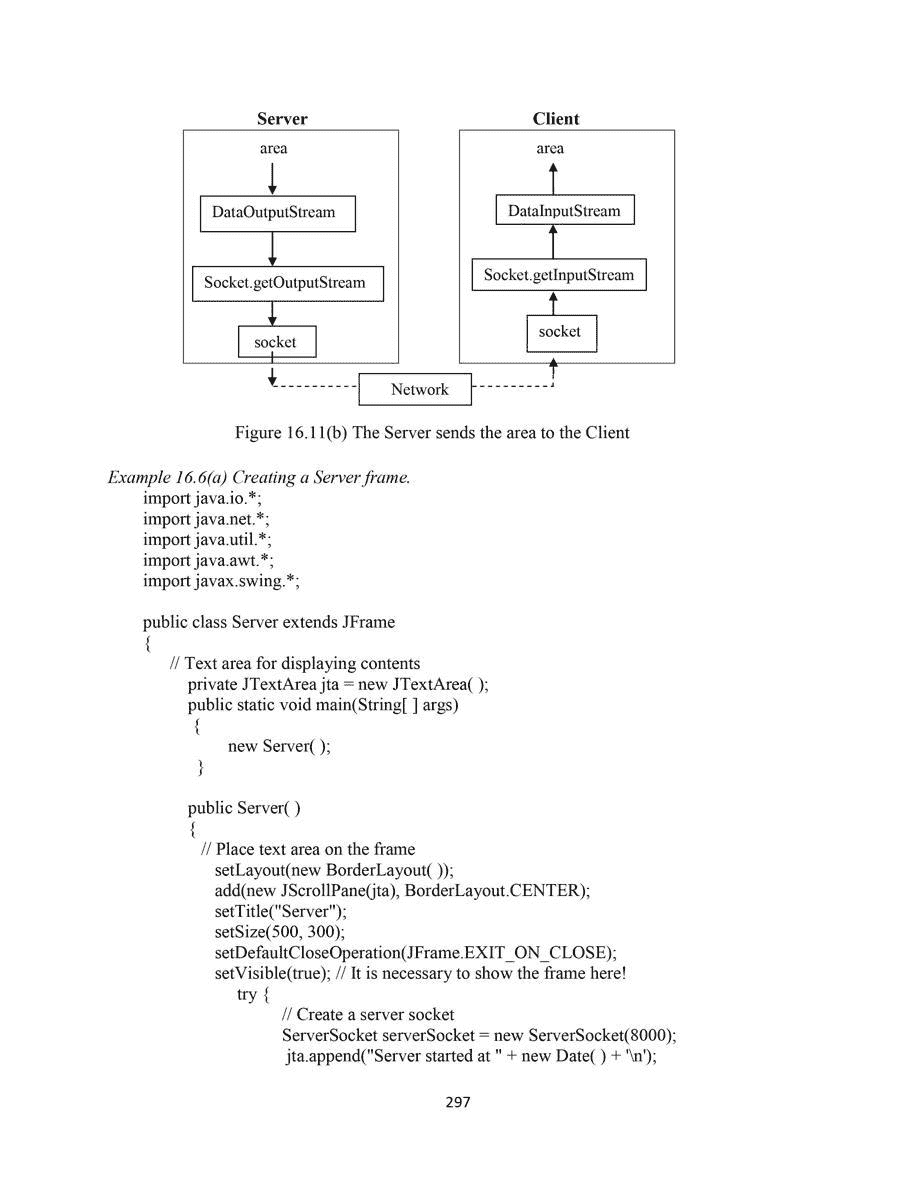 Server
area
DataOutputStream
Socket.getOutputStream
socket
Client
area
DataInputStream
Socket.getInputStream
socket
Network
Figure 16.11(b) The Server sends the area to the Client
Example 16.6(a) Creating a Server frame.
import java.io.*;
import java.net.*;
import java.util.*;
import java.awt.*;
import javax.swing.*;
public class Server extends JFrame
{
// Text area for displaying contents
private JTextArea jta = new JTextArea( );
public static void main(String[ ] args)
{
new Server( );
}
public Server( )
{
// Place text area on the frame
setLayout(new BorderLayout( ));
add(new JScrollPane(jta), BorderLayout.CENTER);
setTitle("Server");
setSize(500, 300);
setDefaultCloseOperation(JFrame.EXIT_ON_CLOSE);
setVisible(true); // It is necessary to show the frame here!
try {
// Create a server socket
ServerSocket serverSocket = new ServerSocket(8000);
jta.append("Server started at " + new Date( ) + '\n');
297